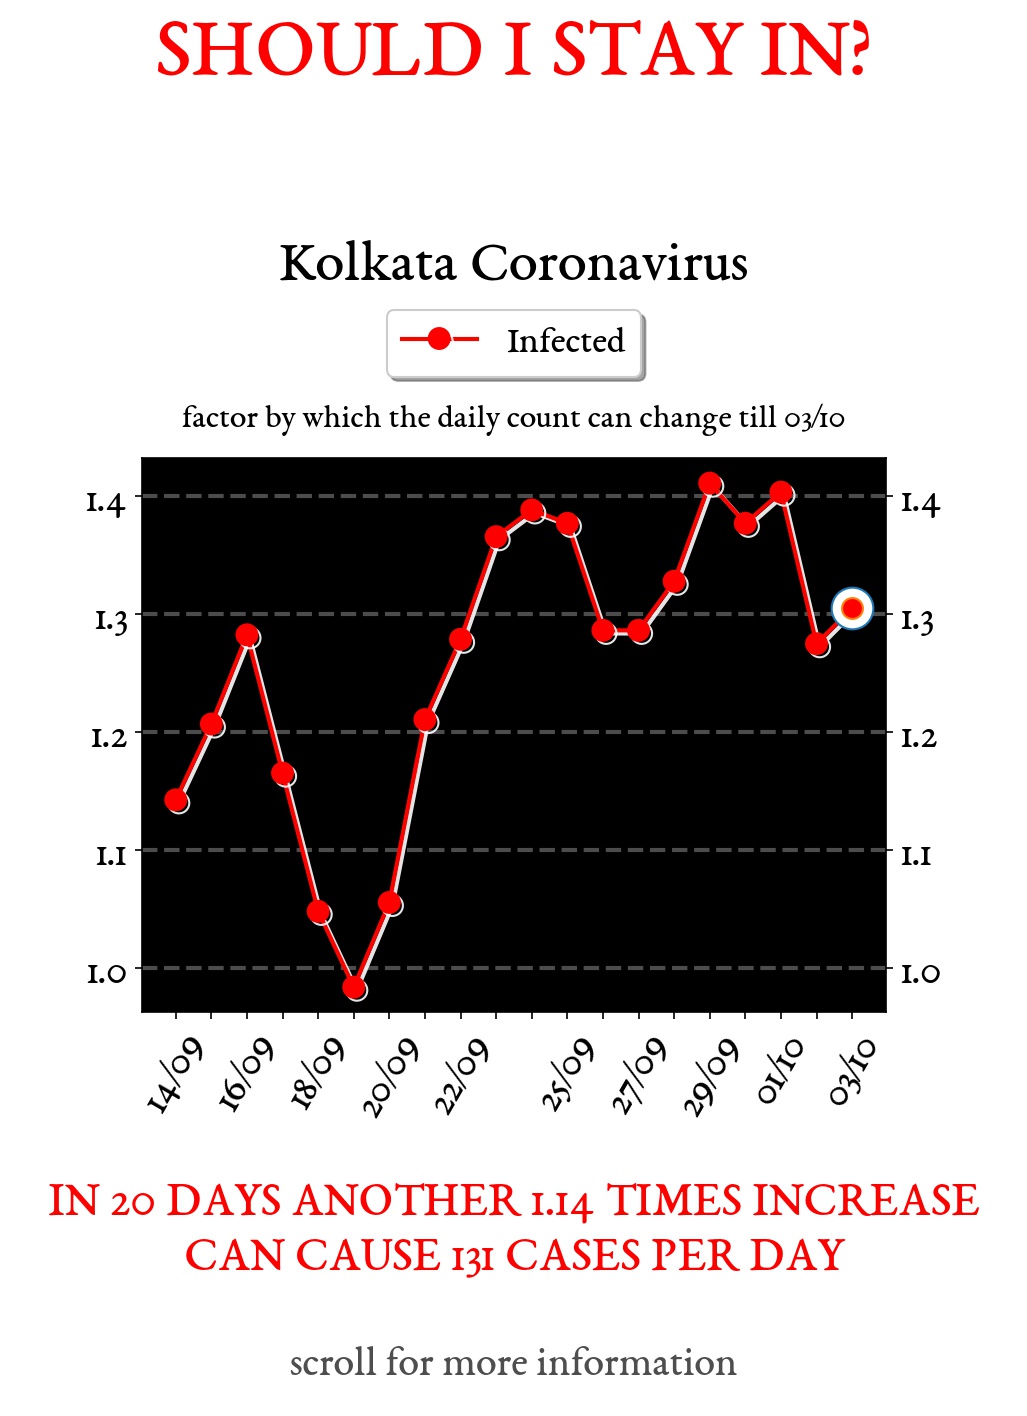 SHOULD I STAY IN?
Kolkata Coronavirus
Infected
factor by which the daily count can change till 03/10
1.4 1.4
1.3 1.3
1.2 1.2
1.1 1.1
1.0 1.0
14/09 16/09 18/09 20/09 22/09 25/09 27/09 29/09 01/10 03/10
IN 20 DAYS ANOTHER 1.14 TIMES INCREASE
CAN CAUSE 131 CASES PER DAY
scroll for more information